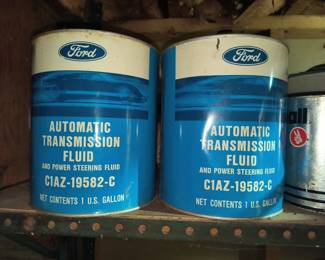 Ford
AUTOMATIC
TRANSMISSION
FLUID
AND POWER STEERING FLUID
C1AZ-19582-C
NET CONTENTS 1 U.S. GALLON
Ford
AUTOMATIC
TRANSMISSION
FLUID
AND POWER STEERING FLUID
C1AZ-19582-C
NET CONTENTS 1 U.S. GALLON
all